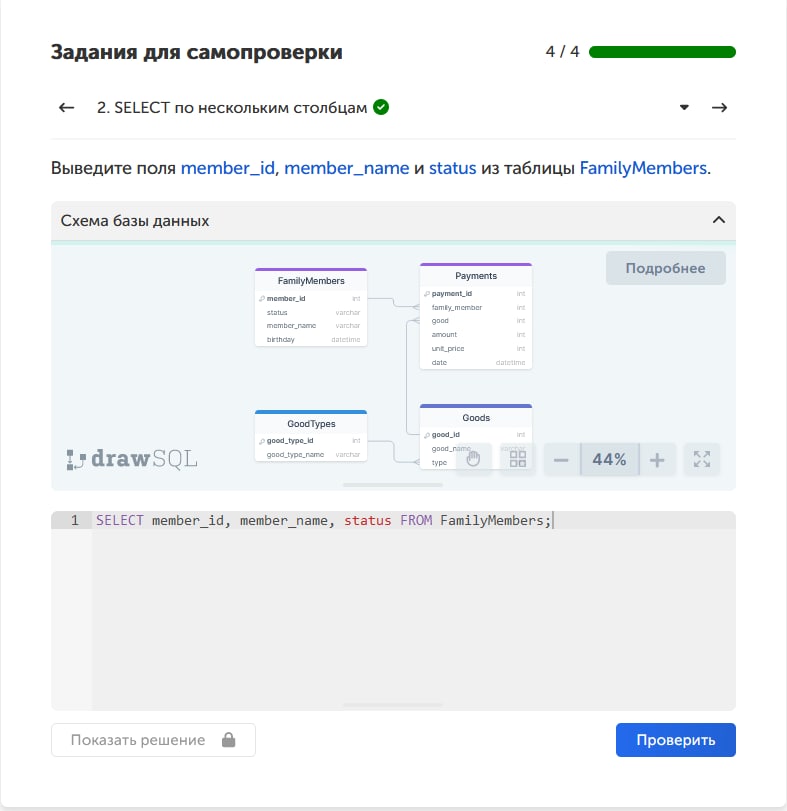 Задания для самопроверки
4 / 4
2. SELECT по нескольким столбцам
Выведите поля member_id, member_name и status из таблицы FamilyMembers.
Схема базы данных
Подробнее
FamilyMembers
member_id int
status varchar
member_name varchar
birthday datetime
Payments
payment_id int
family_member int
good int
amount int
unit_price int
date datetime
GoodTypes
good_type_id int
good_type_name varchar
Goods
good_id int
good_name varchar
type
drawSQL
44%
1 SELECT member_id, member_name, status FROM FamilyMembers;
Показать решение
Проверить